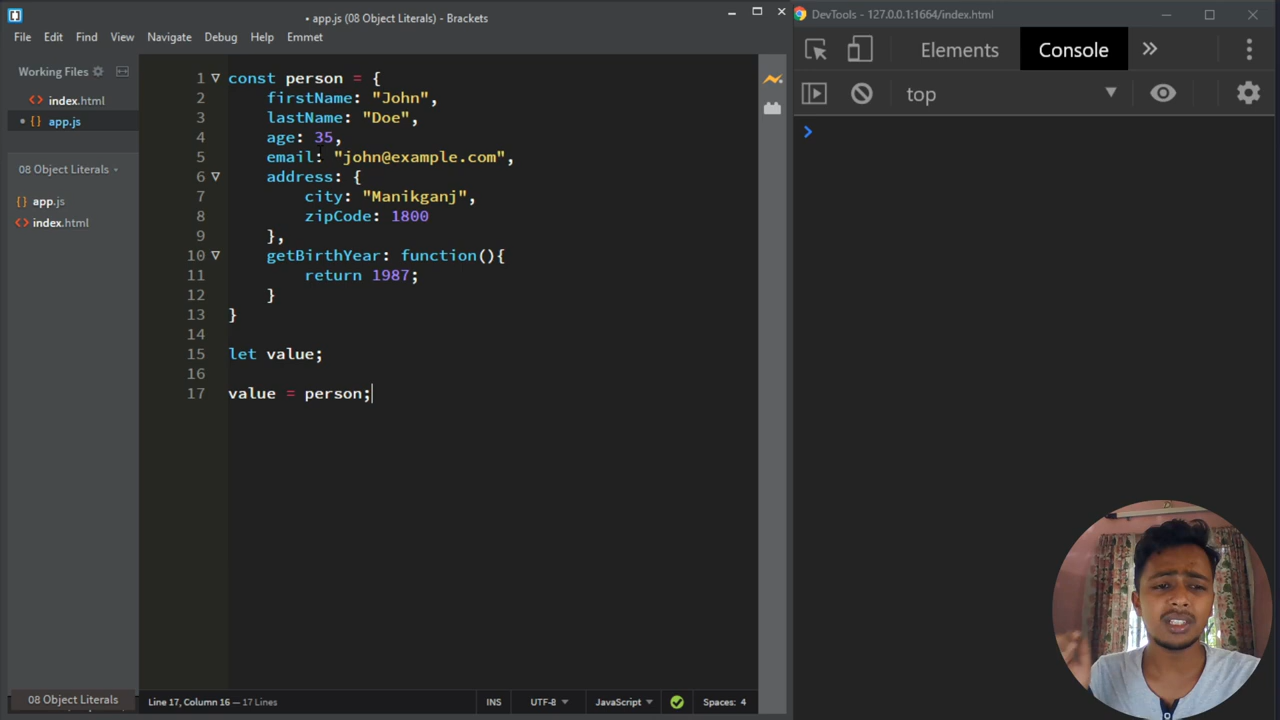 • app.js (08 Object Literals) - Brackets
File Edit Find View Navigate Debug Help Emmet
Working Files
index.html
• app.js
08 Object Literals
app.js
index.html
1 const person = {
2 firstName: "John",
3 lastName: "Doe",
4 age: 35,
5 email: "john@example.com",
6 address: {
7 city: "Manikganj",
8 zipCode: 1800
9 },
10 getBirthYear: function(){
11 return 1987;
12 }
13 }
14
15 let value;
16
17 value = person;
08 Object Literals
Line 17, Column 16 — 17 Lines
INS UTF-8 JavaScript Spaces: 4
DevTools - 127.0.0.1:1664/index.html
Elements Console »
top